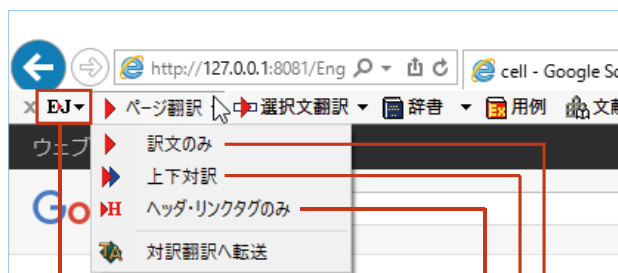 http://127.0.0.1:8081/Eng
cell - Google Sc
x EJ ページ翻訳 選択文翻訳 辞書 用例 文献
ウェブ
訳文のみ
上下対訳
Go
H ヘッダ・リンクタグのみ
TA 対訳翻訳へ転送